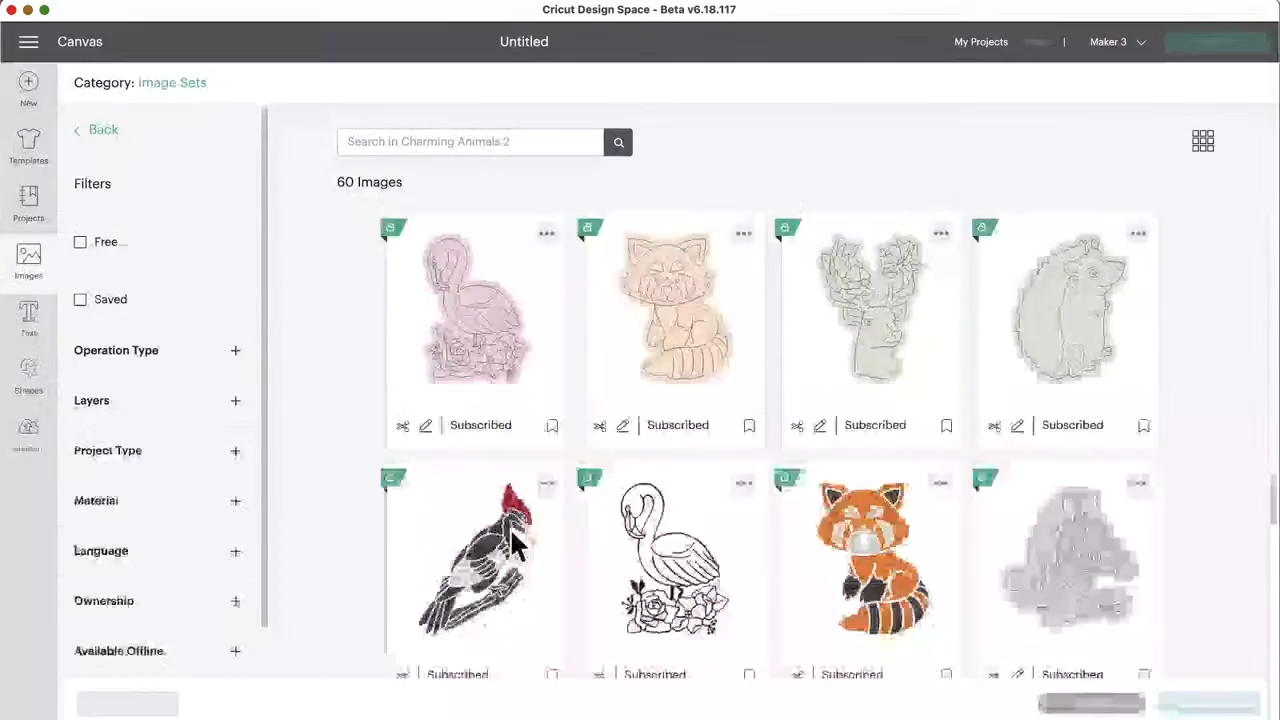 Cricut Design Space - Beta v6.18.117
Canvas
Untitled
My Projects
|
Maker 3
New
Category: Image Sets
Back
Search in Charming Animals 2
Templates
Filters
60 Images
Projects
Free
Images
Saved
Text
Operation Type
Shapes
Layers
Subscribed
Subscribed
Subscribed
Subscribed
Project Type
Material
Language
Ownership
Available Offline
Subscribed
Subscribed
Subscribed
Subscribed